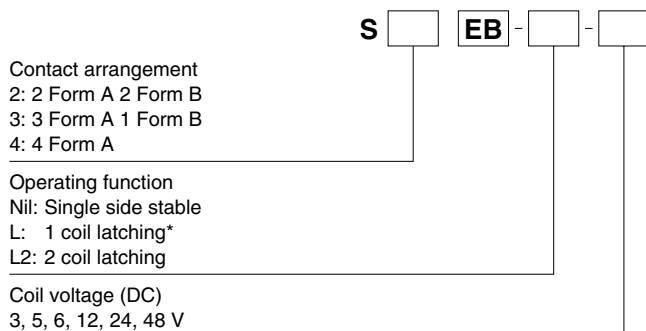 S EB - -
Contact arrangement
2: 2 Form A 2 Form B
3: 3 Form A 1 Form B
4: 4 Form A
Operating function
Nil: Single side stable
L: 1 coil latching*
L2: 2 coil latching
Coil voltage (DC)
3, 5, 6, 12, 24, 48 V